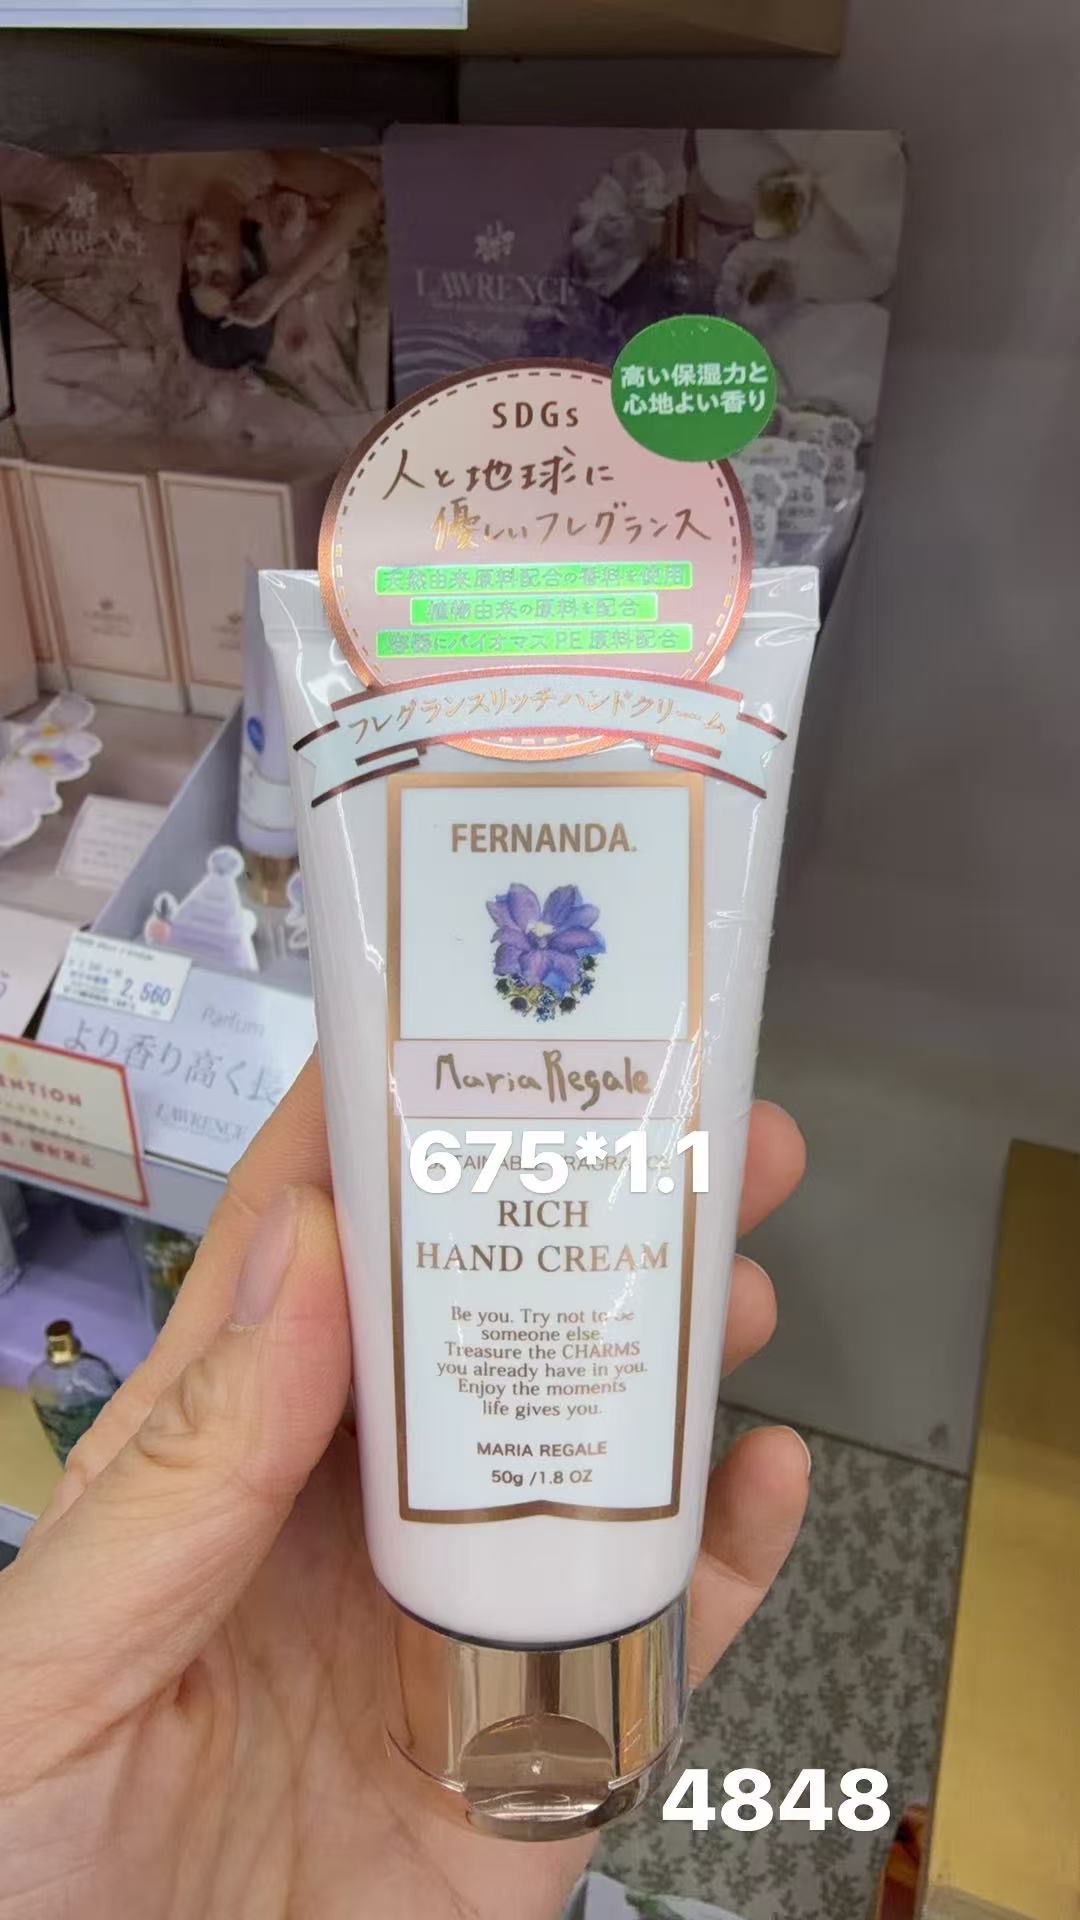 LAWRENCE
LAWRENCE
Parfum
高い保湿力と
心地よい香り
SDGs
人と地球に
優しいフレグランス
天然由来原料配合の香料を使用
植物由来の原料を配合
容器にバイオマスPE原料配合
フレグランスリッチハンドクリーム
FERNANDA.
Maria Regale
675*1.1
SUSTAINABLE FRAGRANCE
RICH
HAND CREAM
Be you. Try not to be
someone else.
Treasure the CHARMS
you already have in you.
Enjoy the moments
life gives you.
MARIA REGALE
50g /1.8 OZ
2,560
Parfum
より香り高く
LAWRENCE
ENTION
4848